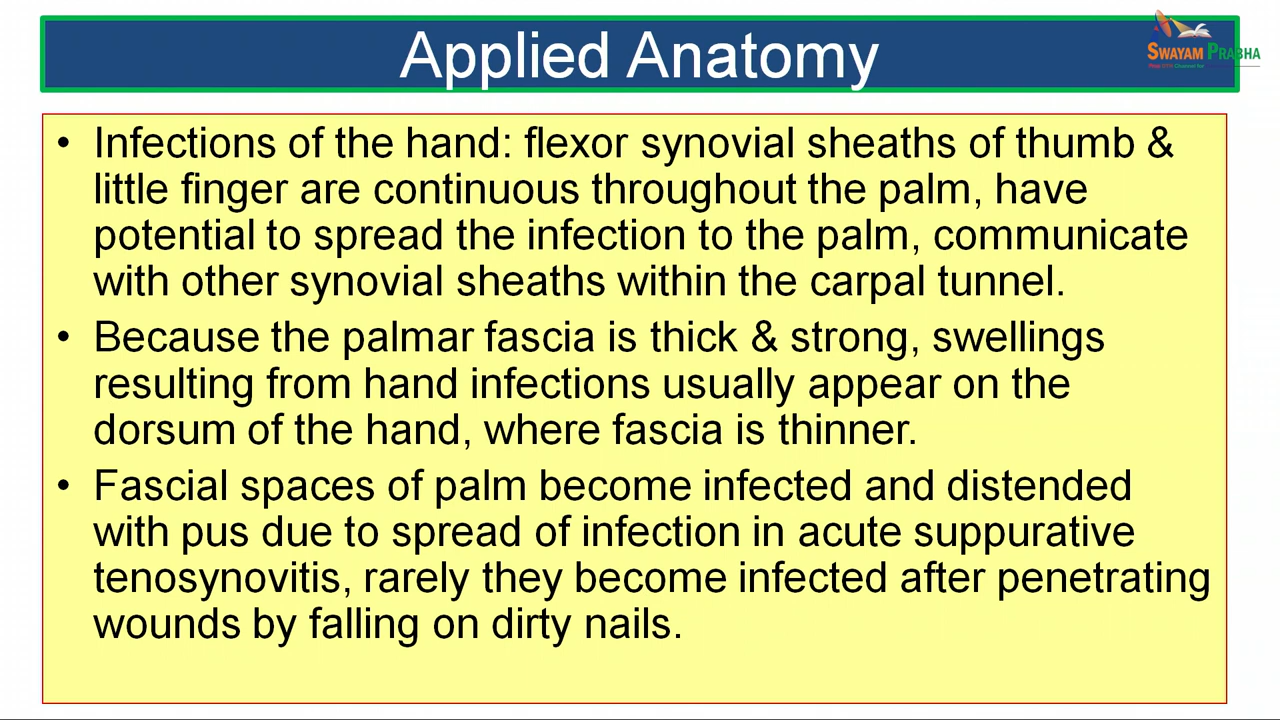 Applied Anatomy
SWAYAM PRABHA
• Infections of the hand: flexor synovial sheaths of thumb &
little finger are continuous throughout the palm, have
potential to spread the infection to the palm, communicate
with other synovial sheaths within the carpal tunnel.
• Because the palmar fascia is thick & strong, swellings
resulting from hand infections usually appear on the
dorsum of the hand, where fascia is thinner.
• Fascial spaces of palm become infected and distended
with pus due to spread of infection in acute suppurative
tenosynovitis, rarely they become infected after penetrating
wounds by falling on dirty nails.